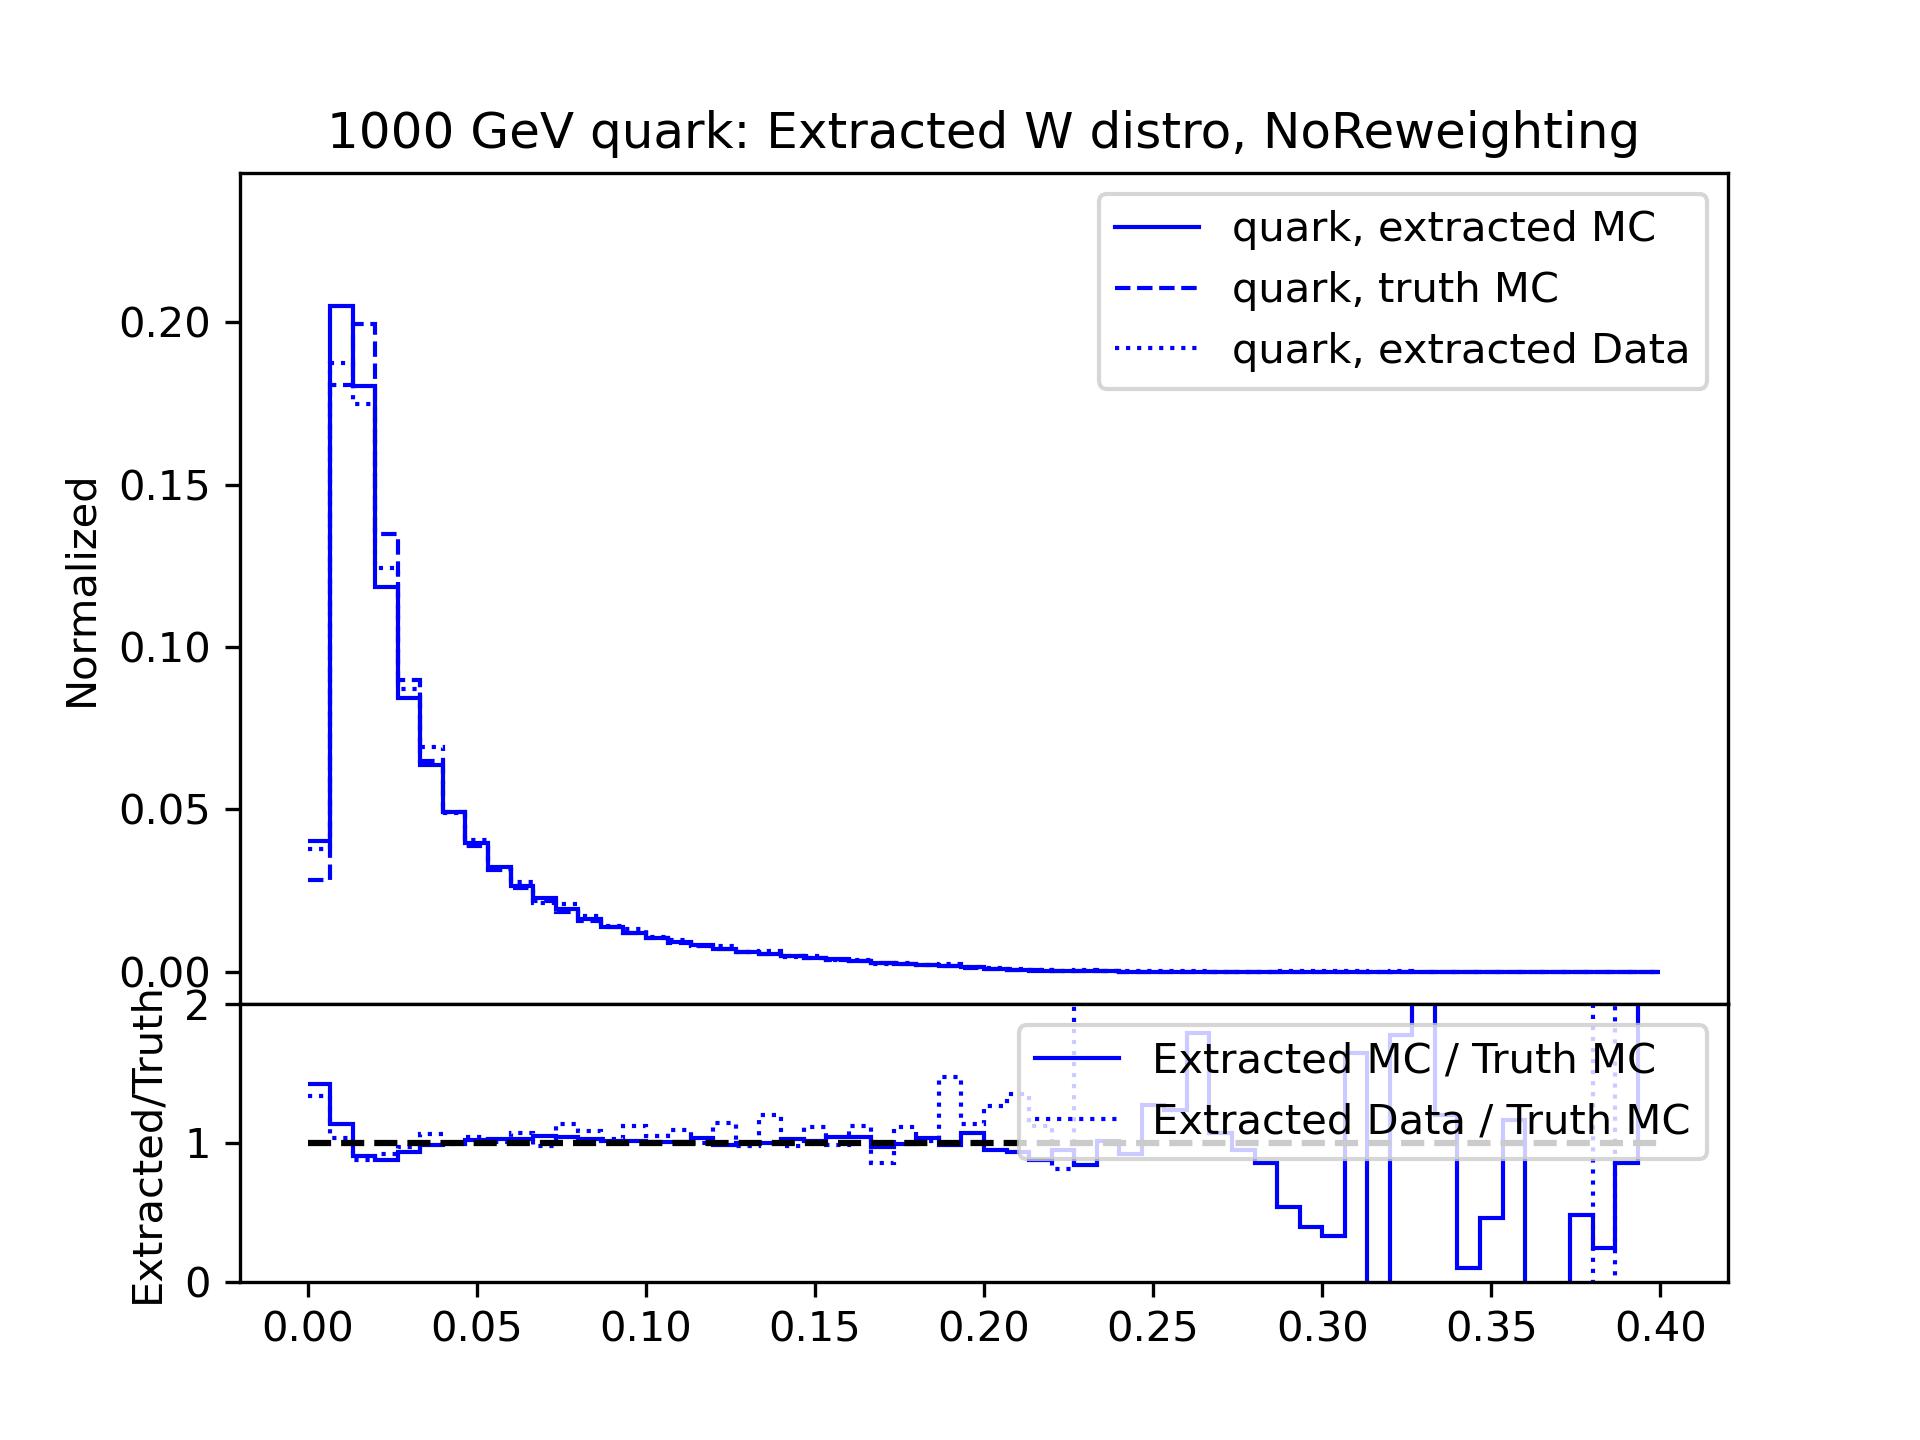 1000 GeV quark: Extracted W distro, NoReweighting
quark, extracted MC
quark, truth MC
quark, extracted Data
Normalized
0.20
0.15
0.10
0.05
0.00
Extracted/Truth
2
1
0
Extracted MC / Truth MC
Extracted Data / Truth MC
0.00 0.05 0.10 0.15 0.20 0.25 0.30 0.35 0.40